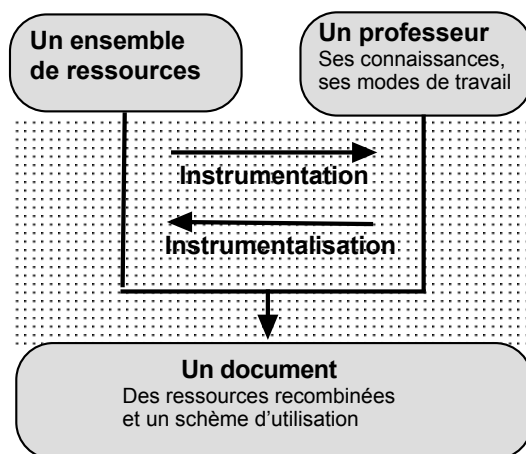 Un ensemble
de ressources
Un professeur
Ses connaissances,
ses modes de travail
Instrumentation
Instrumentalisation
Un document
Des ressources recombinées
et un schème d'utilisation